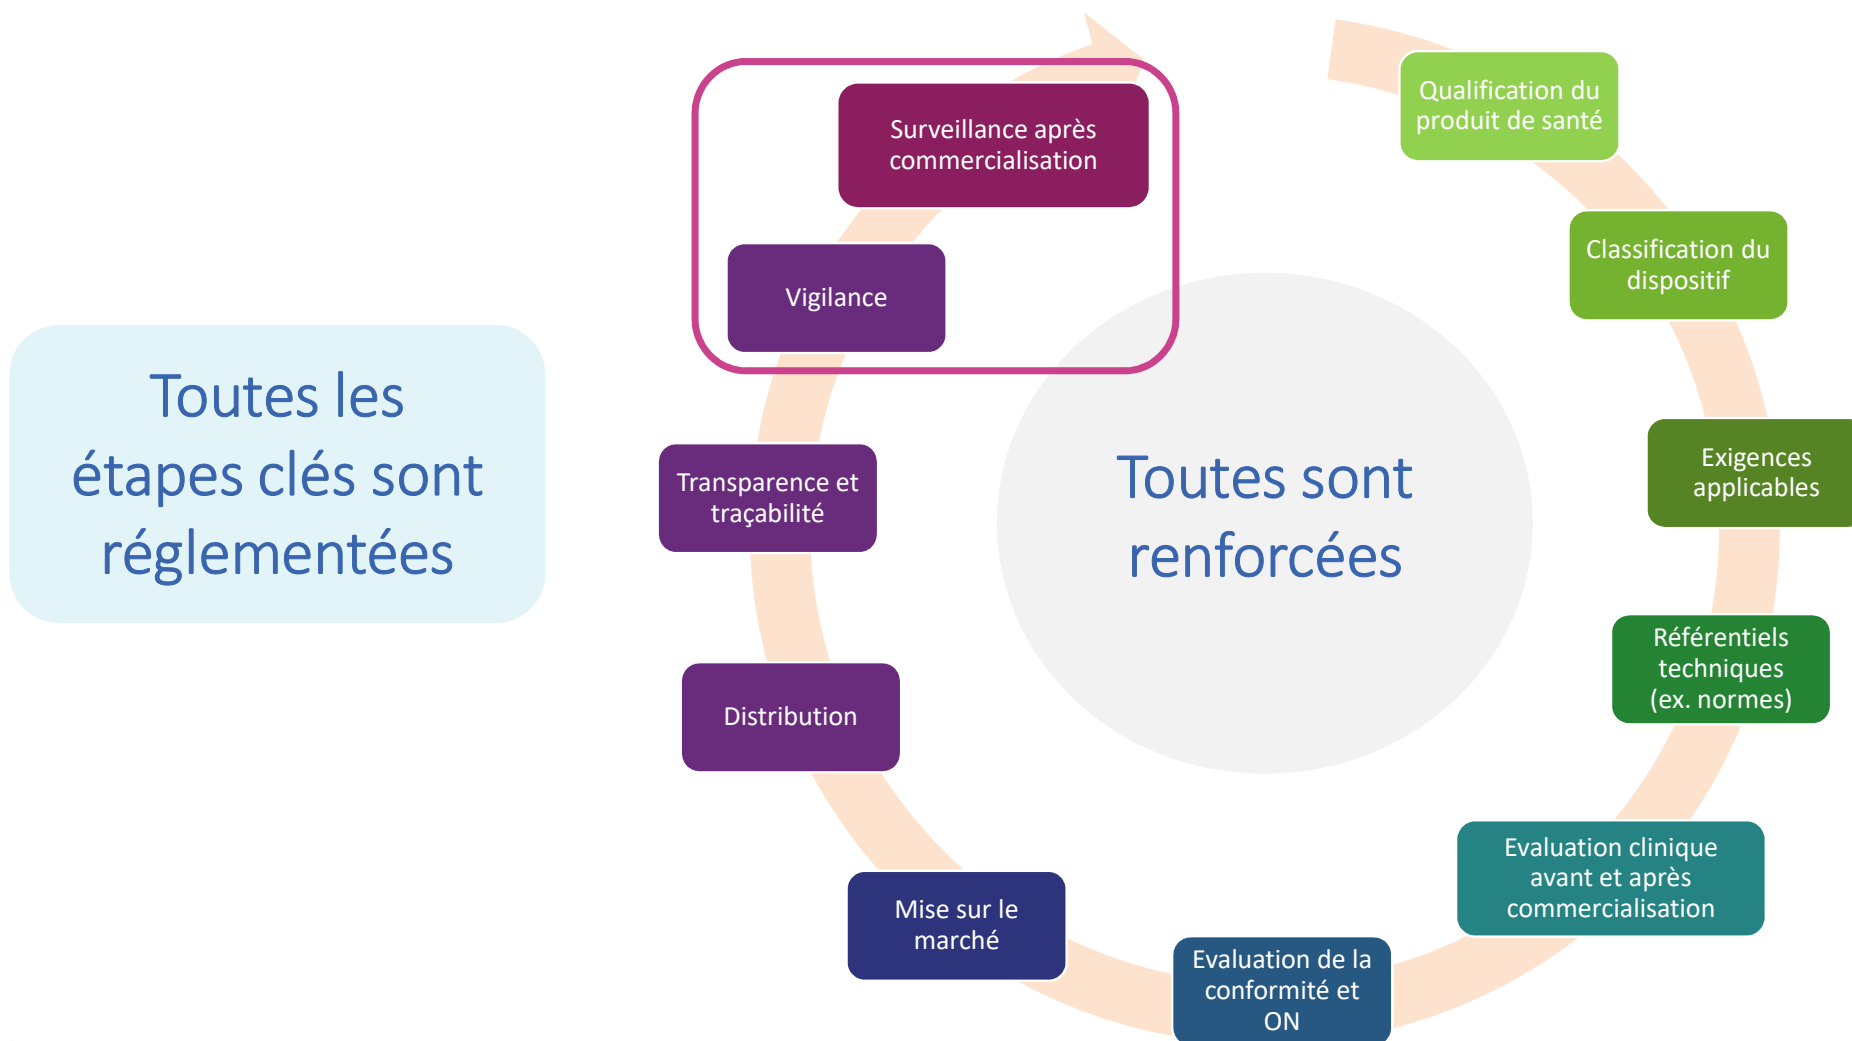 Toutes les
étapes clés sont
réglementées
Toutes sont
renforcées
Qualification du
produit de santé
Classification du
dispositif
Exigences
applicables
Référentiels
techniques
(ex. normes)
Evaluation clinique
avant et après
commercialisation
Evaluation de la
conformité et
ON
Mise sur le
marché
Distribution
Transparence et
traçabilité
Vigilance
Surveillance après
commercialisation